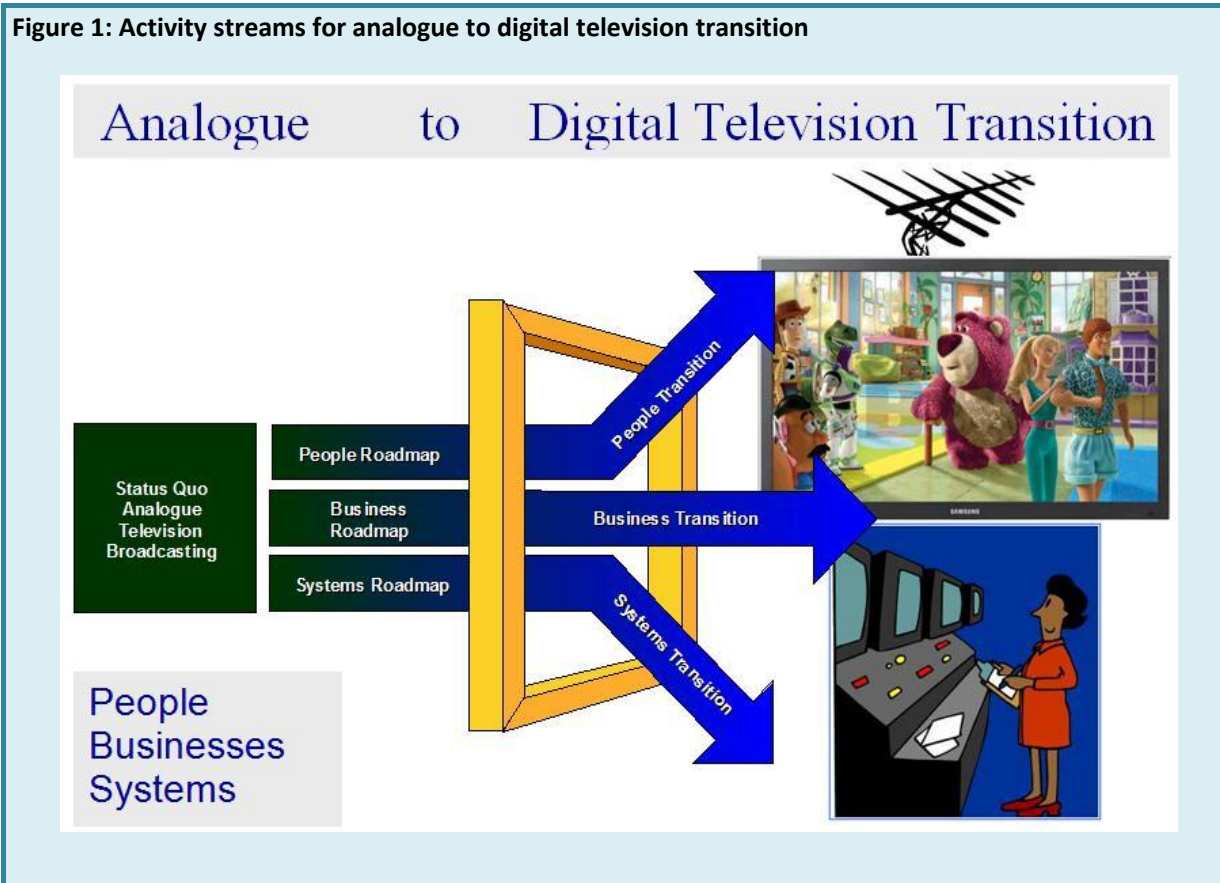 Figure 1: Activity streams for analogue to digital television transition
Analogue to Digital Television Transition
Status Quo
Analogue
Television
Broadcasting
People Roadmap
Business
Roadmap
Systems Roadmap
People Transition
Business Transition
Systems Transition
SAMSUNG
People
Businesses
Systems